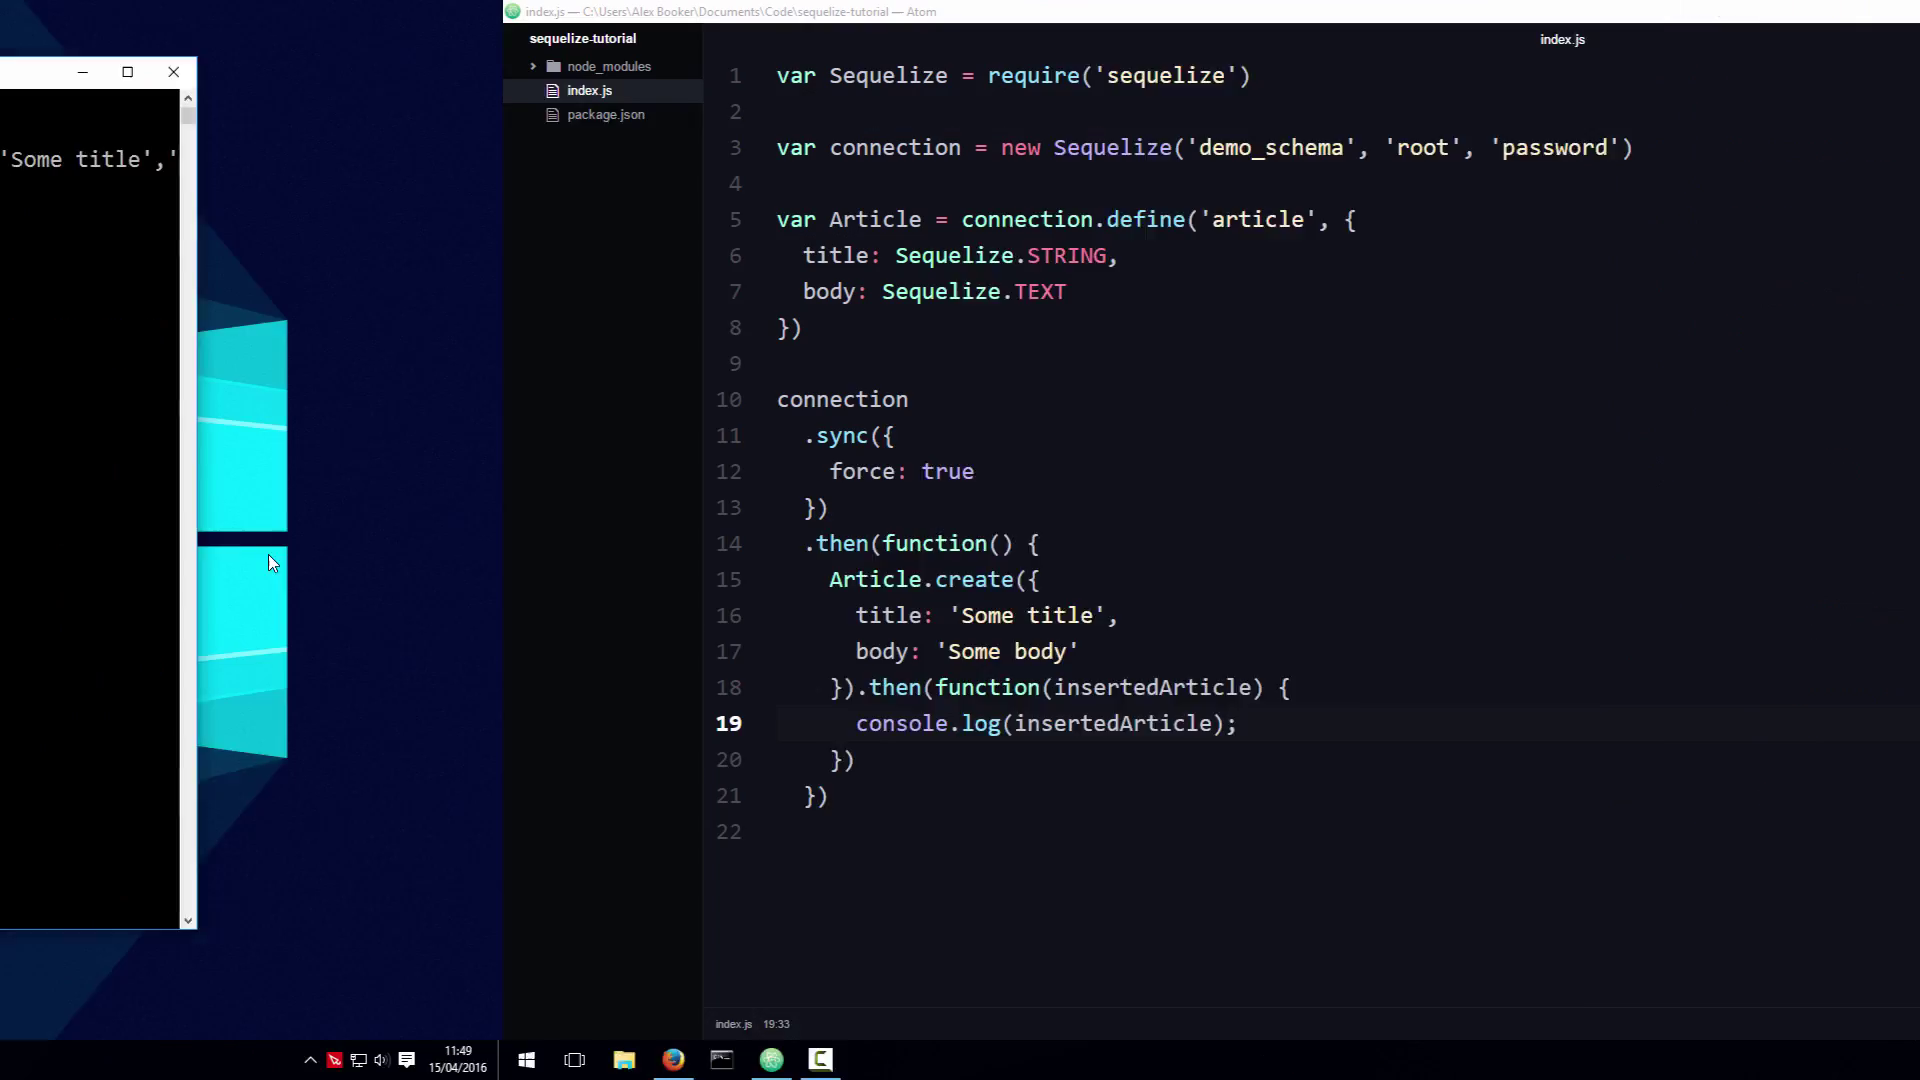 index.js — C:\Users\Alex Booker\Documents\Code\sequelize-tutorial — Atom
sequelize-tutorial
node_modules
index.js
package.json
index.js
'Some title','
1 var Sequelize = require('sequelize')
2
3 var connection = new Sequelize('demo_schema', 'root', 'password')
4
5 var Article = connection.define('article', {
6   title: Sequelize.STRING,
7   body: Sequelize.TEXT
8 })
9
10 connection
11   .sync({
12     force: true
13   })
14   .then(function() {
15     Article.create({
16       title: 'Some title',
17       body: 'Some body'
18     }).then(function(insertedArticle) {
19       console.log(insertedArticle);
20     })
21   })
22
index.js 19:33
11:49
15/04/2016